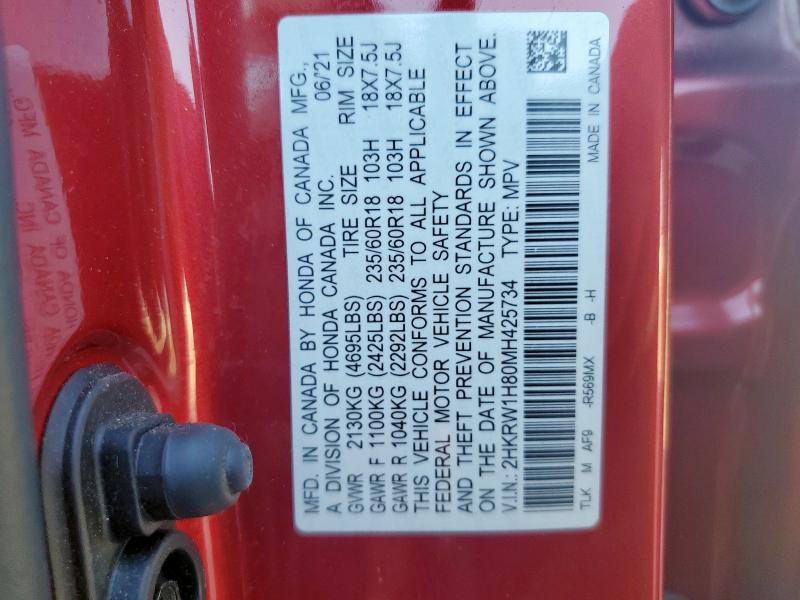 MFD. IN CANADA BY HONDA OF CANADA MFG.,
A DIVISION OF HONDA CANADA INC. 06/'21
GVWR 2130KG (4695LBS) TIRE SIZE RIM SIZE
GAWR F 1100KG (2425LBS) 235/60R18 103H 18X7.5J
GAWR R 1040KG (2292LBS) 235/60R18 103H 18X7.5J
THIS VEHICLE CONFORMS TO ALL APPLICABLE
FEDERAL MOTOR VEHICLE SAFETY
AND THEFT PREVENTION STANDARDS IN EFFECT
ON THE DATE OF MANUFACTURE SHOWN ABOVE.
V.I.N.: 2HKRW1H80MH425734 TYPE: MPV
TLK M AF9 -R569MX -B -H MADE IN CANADA